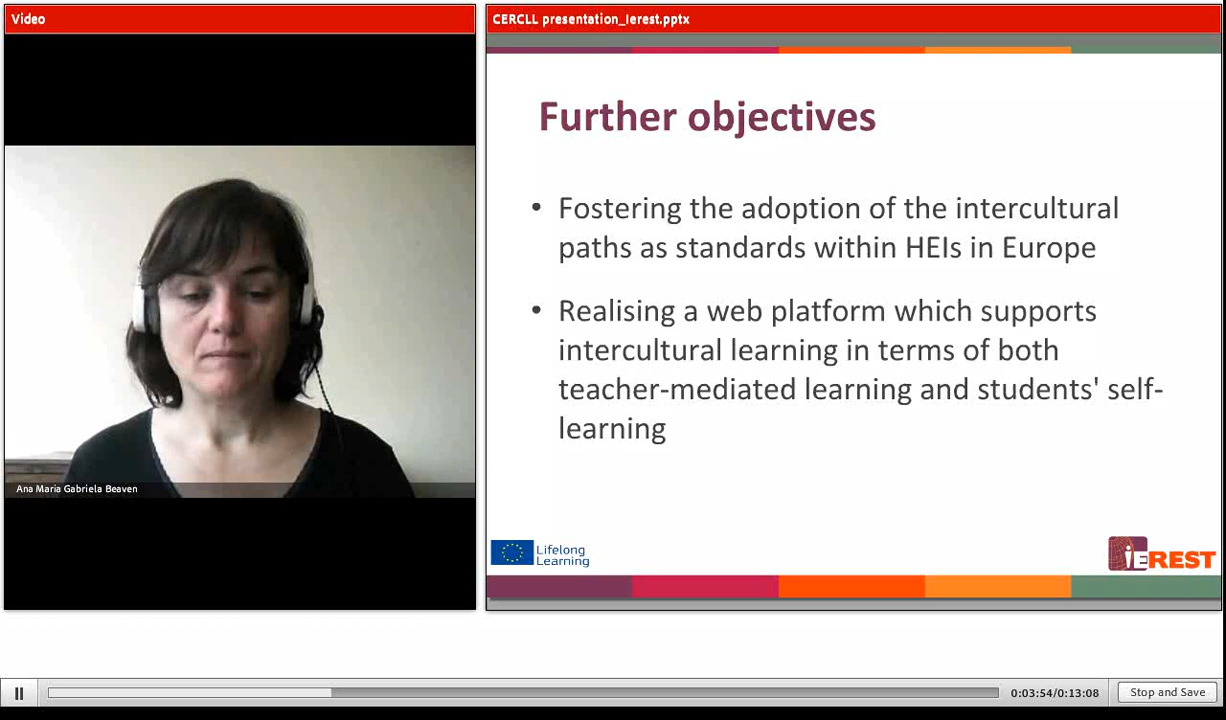 Video
CERCLL presentation_Ierest.pptx
Further objectives
• Fostering the adoption of the intercultural
paths as standards within HEIs in Europe
• Realising a web platform which supports
intercultural learning in terms of both
teacher-mediated learning and students' self-
learning
Ana Maria Gabriela Beaven
Lifelong
Learning
iEREST
0:03:54/0:13:08
Stop and Save